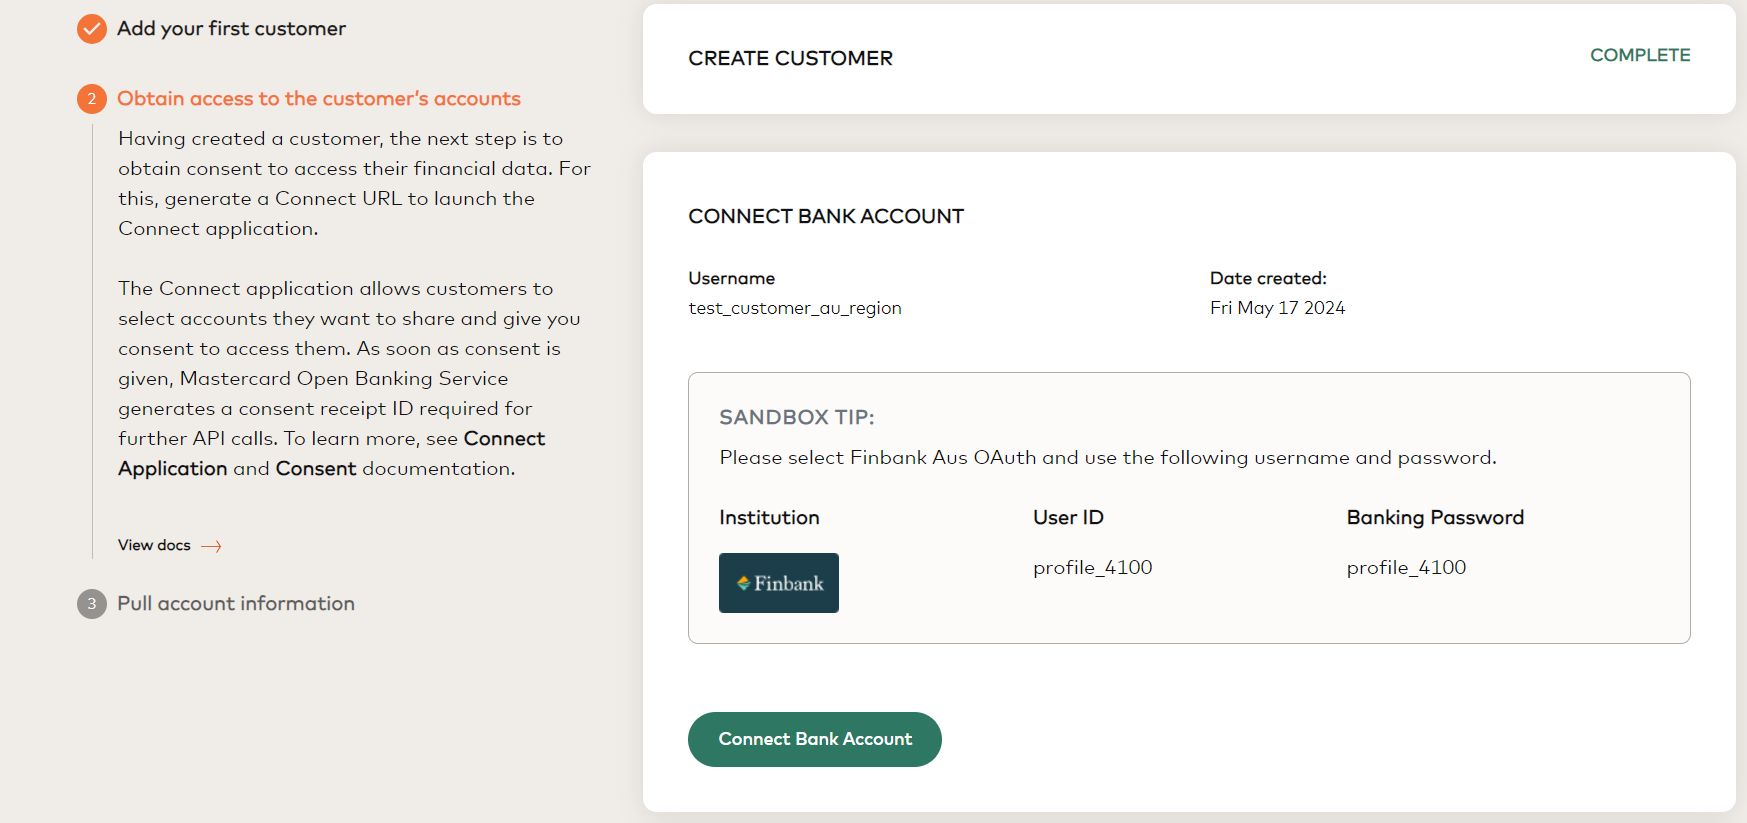 Add your first customer
2 Obtain access to the customer's accounts
Having created a customer, the next step is to
obtain consent to access their financial data. For
this, generate a Connect URL to launch the
Connect application.
The Connect application allows customers to
select accounts they want to share and give you
consent to access them. As soon as consent is
given, Mastercard Open Banking Service
generates a consent receipt ID required for
further API calls. To learn more, see Connect
Application and Consent documentation.
View docs →
3 Pull account information
CREATE CUSTOMER
COMPLETE
CONNECT BANK ACCOUNT
Username
test_customer_au_region
Date created:
Fri May 17 2024
SANDBOX TIP:
Please select Finbank Aus OAuth and use the following username and password.
Institution
Finbank
User ID
profile_4100
Banking Password
profile_4100
Connect Bank Account